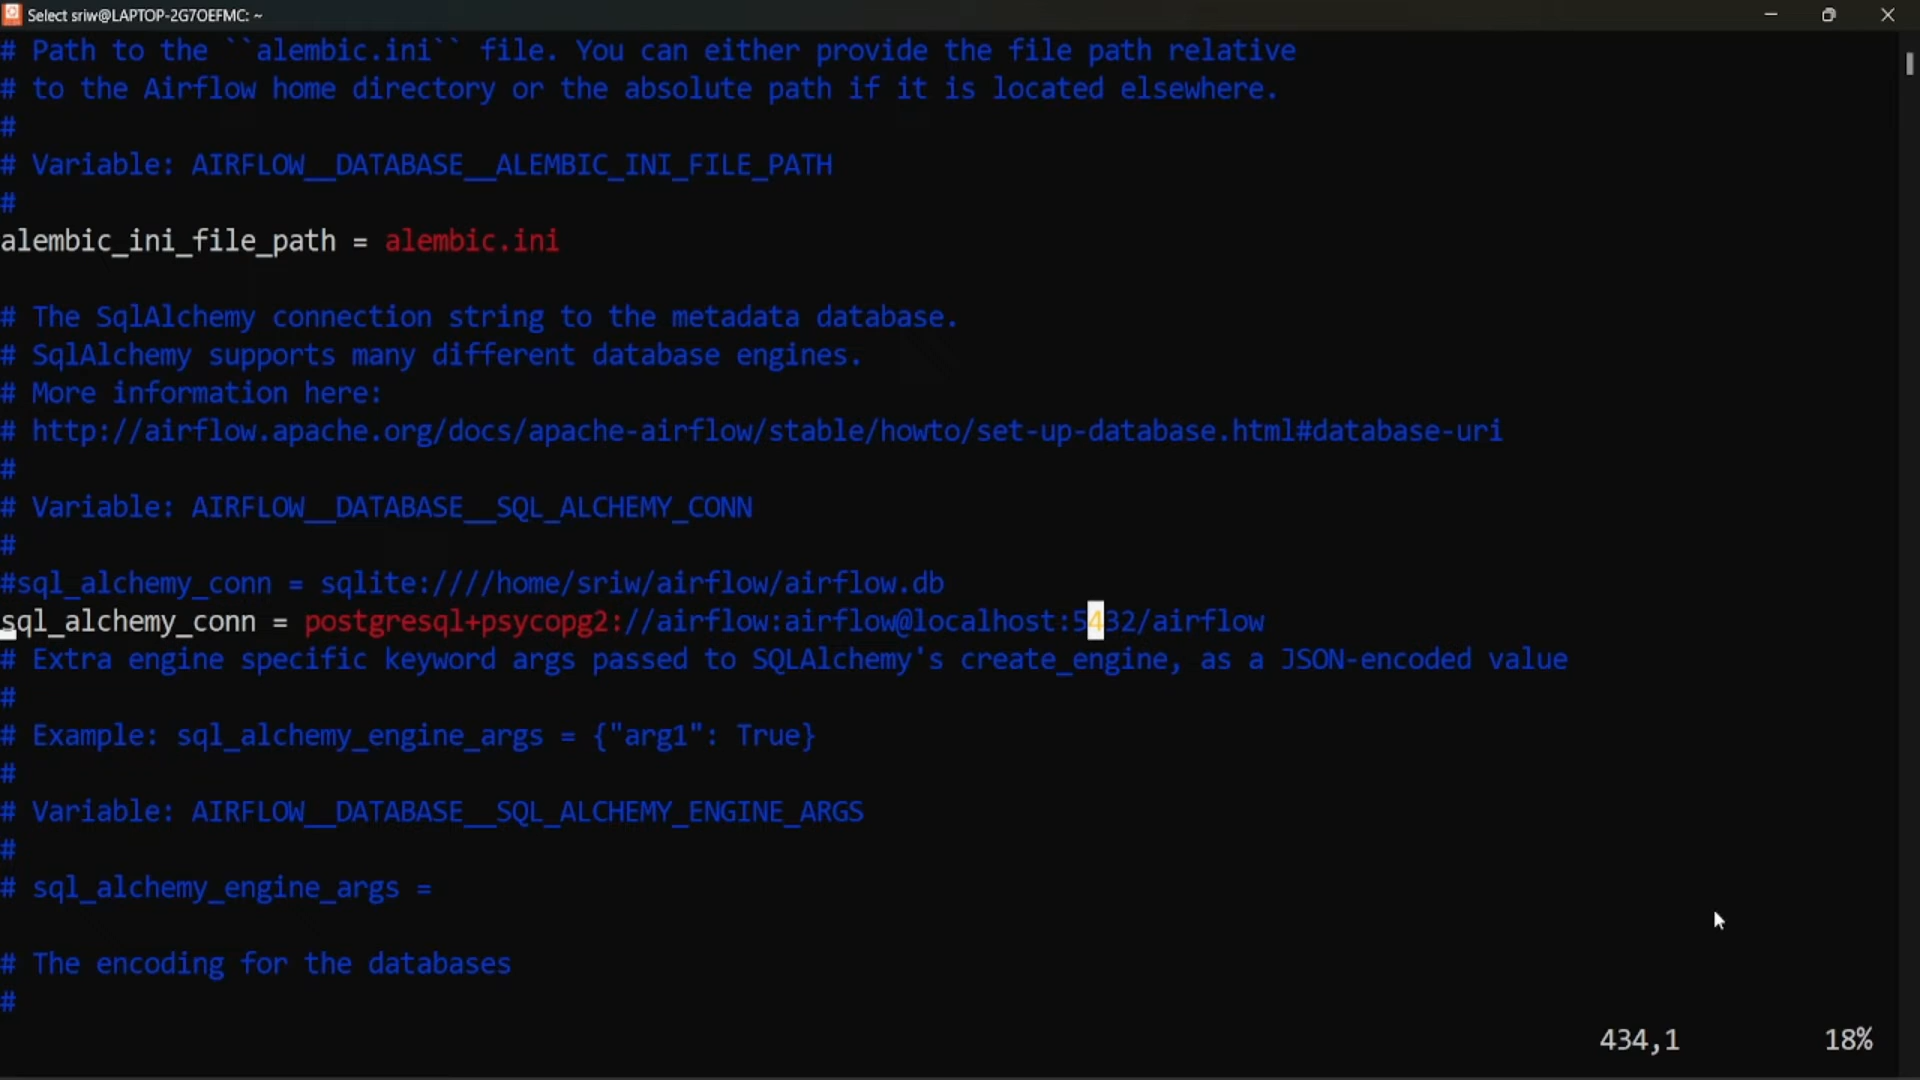 Select sriw@LAPTOP-2G7OEFMC: ~
# Path to the ``alembic.ini`` file. You can either provide the file path relative
# to the Airflow home directory or the absolute path if it is located elsewhere.
#
# Variable: AIRFLOW__DATABASE__ALEMBIC_INI_FILE_PATH
#
alembic_ini_file_path = alembic.ini
# The SqlAlchemy connection string to the metadata database.
# SqlAlchemy supports many different database engines.
# More information here:
# http://airflow.apache.org/docs/apache-airflow/stable/howto/set-up-database.html#database-uri
#
# Variable: AIRFLOW__DATABASE__SQL_ALCHEMY_CONN
#
#sql_alchemy_conn = sqlite:////home/sriw/airflow/airflow.db
sql_alchemy_conn = postgresql+psycopg2://airflow:airflow@localhost:5432/airflow
# Extra engine specific keyword args passed to SQLAlchemy's create_engine, as a JSON-encoded value
#
# Example: sql_alchemy_engine_args = {"arg1": True}
#
# Variable: AIRFLOW__DATABASE__SQL_ALCHEMY_ENGINE_ARGS
#
# sql_alchemy_engine_args =
# The encoding for the databases
#
434,1 18%